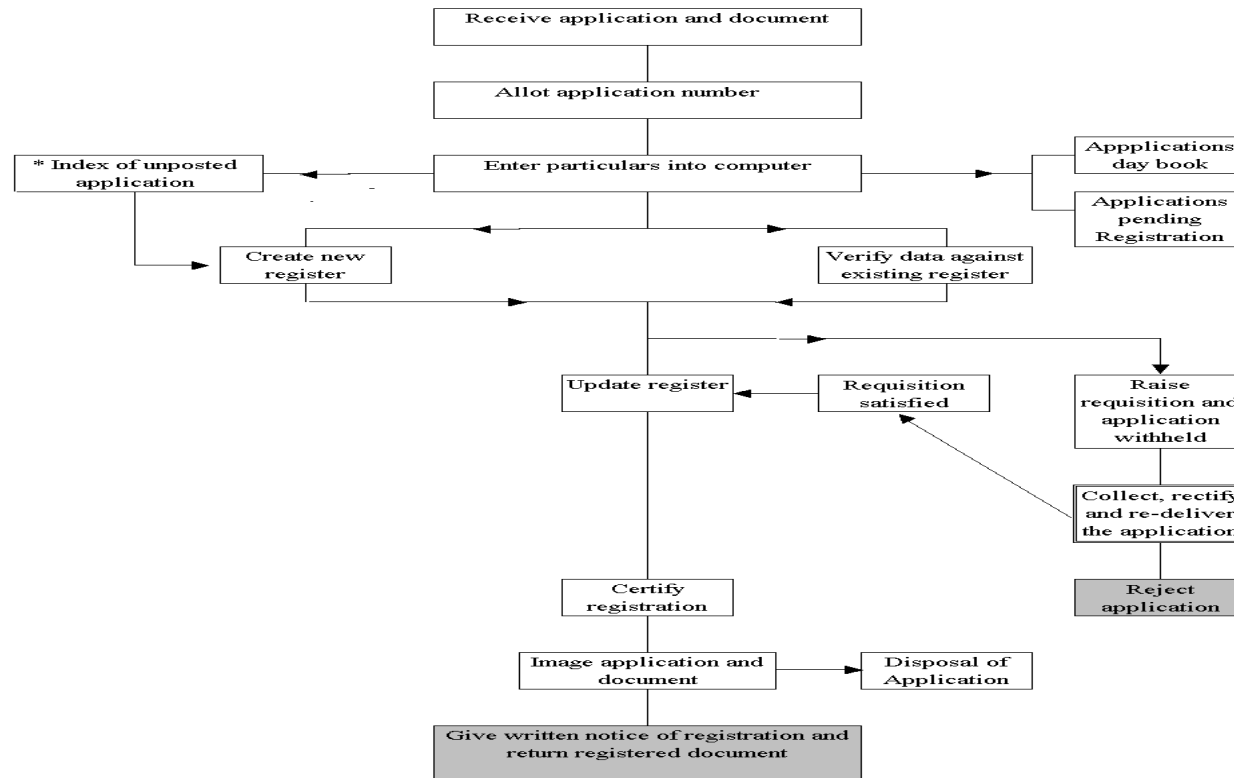 Receive application and document
Allot application number
* Index of unposted
application
Enter particulars into computer
Appplications
day book
Applications
pending
Registration
Create new
register
Verify data against
existing register
Update register
Requisition
satisfied
Raise
requisition and
application
withheld
Collect, rectify
and re-deliver
the application
Certify
registration
Reject
application
Image application and
document
Disposal of
Application
Give written notice of registration and
return registered document